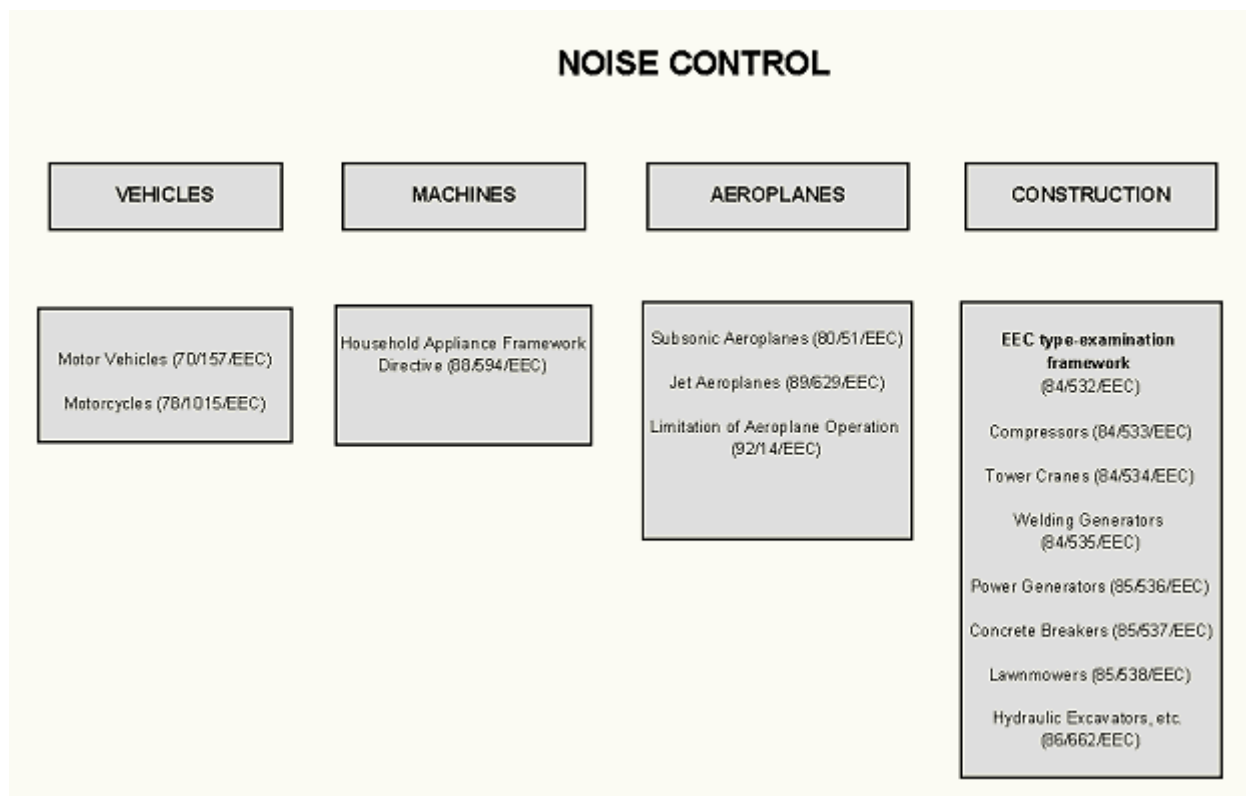 NOISE CONTROL
VEHICLES
MACHINES
AEROPLANES
CONSTRUCTION
Motor Vehicles (70/157/EEC)
Motorcycles (78/1015/EEC)
Household Appliance Framework
Directive (88/594/EEC)
Subsonic Aeroplanes (80/51/EEC)
Jet Aeroplanes (89/629/EEC)
Limitation of Aeroplane Operation
(92/14/EEC)
EEC type-examination
framework
(84/532/EEC)
Compressors (84/533/EEC)
Tower Cranes (84/534/EEC)
Welding Generators
(84/535/EEC)
Power Generators (85/536/EEC)
Concrete Breakers (85/537/EEC)
Lawnmowers (85/538/EEC)
Hydraulic Excavators, etc.
(86/662/EEC)